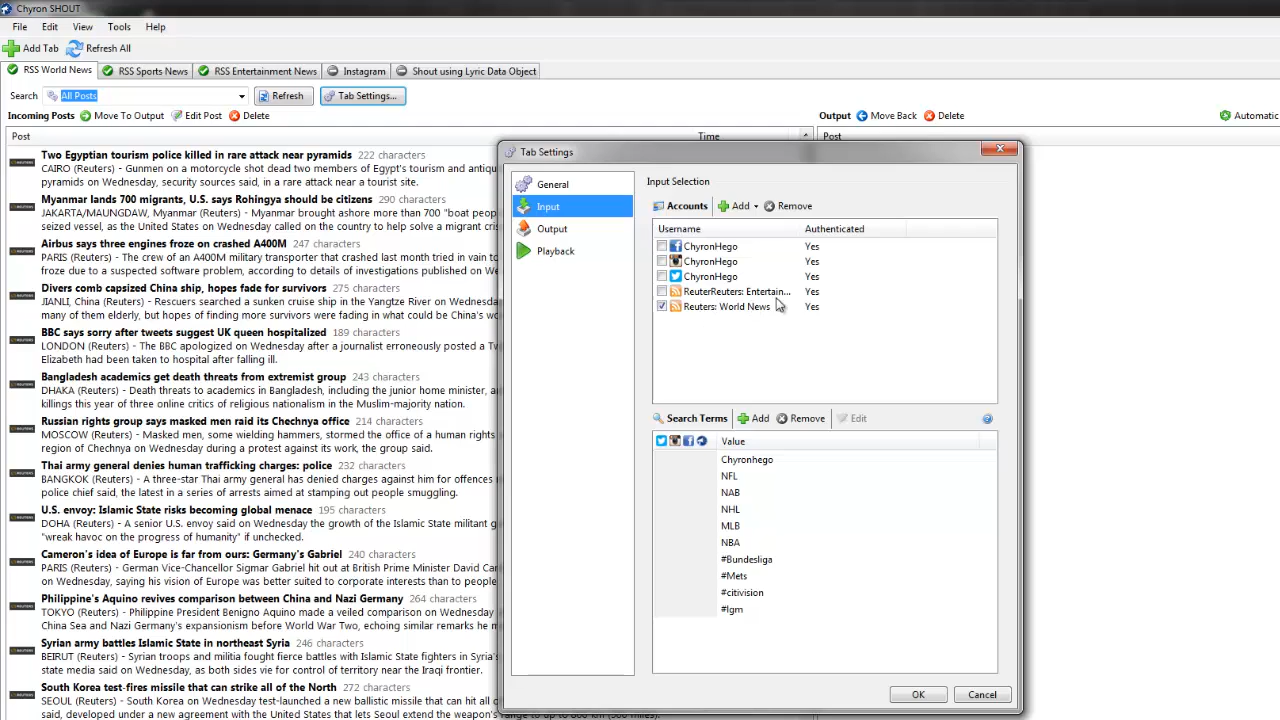 Chyron SHOUT
File Edit View Tools Help
Add Tab Refresh All
RSS World News RSS Sports News RSS Entertainment News Instagram Shout using Lyric Data Object
Search All Posts Refresh Tab Settings...
Incoming Posts Move To Output Edit Post Delete Output Move Back Delete Automatic
Post Time Post
Two Egyptian tourism police killed in rare attack near pyramids 222 characters
CAIRO (Reuters) - Gunmen on a motorcycle shot dead two members of Egypt's tourism and antiqu
pyramids on Wednesday, security sources said, in a rare attack near a tourist site.
Myanmar lands 700 migrants, U.S. says Rohingya should be citizens 290 characters
JAKARTA/MAUNGDAW, Myanmar (Reuters) - Myanmar brought ashore more than 700 "boat peop
seized vessel, as the United States on Wednesday called on the country to help solve a migrant cris
Airbus says three engines froze on crashed A400M 247 characters
PARIS (Reuters) - The crew of an A400M military transporter that crashed last month tried in vain to
froze due to a suspected software problem, according to details of investigations published on We
Divers comb capsized China ship, hopes fade for survivors 275 characters
JIANLI, China (Reuters) - Rescuers searched a sunken cruise ship in the Yangtze River on Wednesda
many of them elderly, but hopes of finding more survivors were fading in what could be China's wo
BBC says sorry after tweets suggest UK queen hospitalized 189 characters
LONDON (Reuters) - The BBC apologized on Wednesday after a journalist erroneously posted a Tv
Elizabeth had been taken to hospital after falling ill.
Bangladesh academics get death threats from extremist group 243 characters
DHAKA (Reuters) - Death threats to academics in Bangladesh, including the junior home minister, an
killings this year of three online critics of religious nationalism in the Muslim-majority nation.
Russian rights group says masked men raid its Chechnya office 214 characters
MOSCOW (Reuters) - Masked men, some wielding hammers, stormed the office of a human rights
region of Chechnya on Wednesday during a protest against its work, the group said.
Thai army general denies human trafficking charges: police 232 characters
BANGKOK (Reuters) - A three-star Thai army general has denied charges against him for offences
police chief said, the latest in a series of arrests aimed at stamping out people smuggling.
U.S. envoy: Islamic State risks becoming global menace 195 characters
DOHA (Reuters) - A senior U.S. envoy said on Wednesday the growth of the Islamic State militant gr
"wreak havoc on the progress of humanity" if unchecked.
Cameron's idea of Europe is far from ours: Germany's Gabriel 240 characters
PARIS (Reuters) - German Vice-Chancellor Sigmar Gabriel hit out at British Prime Minister David Car
on Wednesday, saying his vision of Europe was better suited to corporate interests than to people's
Philippine's Aquino revives comparison between China and Nazi Germany 264 characters
TOKYO (Reuters) - Philippine President Benigno Aquino made a veiled comparison on Wednesday
China Sea and Nazi Germany's expansionism before World War Two, echoing similar remarks he m
Syrian army battles Islamic State in northeast Syria 246 characters
BEIRUT (Reuters) - Syrian troops and militia fought fierce battles with Islamic State fighters in Syria's
state media said on Wednesday, as both sides vie for control of territory near the Iraqi frontier.
South Korea test-fires missile that can strike all of the North 272 characters
SEOUL (Reuters) - South Korea on Wednesday test-launched a new ballistic missile that can hit all o
said, developed under a new agreement with the United States that lets Seoul extend the weapon's range to up to 800 km (500 miles).
Tab Settings
General
Input
Output
Playback
Input Selection
Accounts Add Remove
Username Authenticated
ChyronHego Yes
ChyronHego Yes
ChyronHego Yes
ReuterReuters: Entertain... Yes
Reuters: World News Yes
Search Terms Add Remove Edit
Value
Chyronhego
NFL
NAB
NHL
MLB
NBA
#Bundesliga
#Mets
#citivision
#lgm
OK Cancel